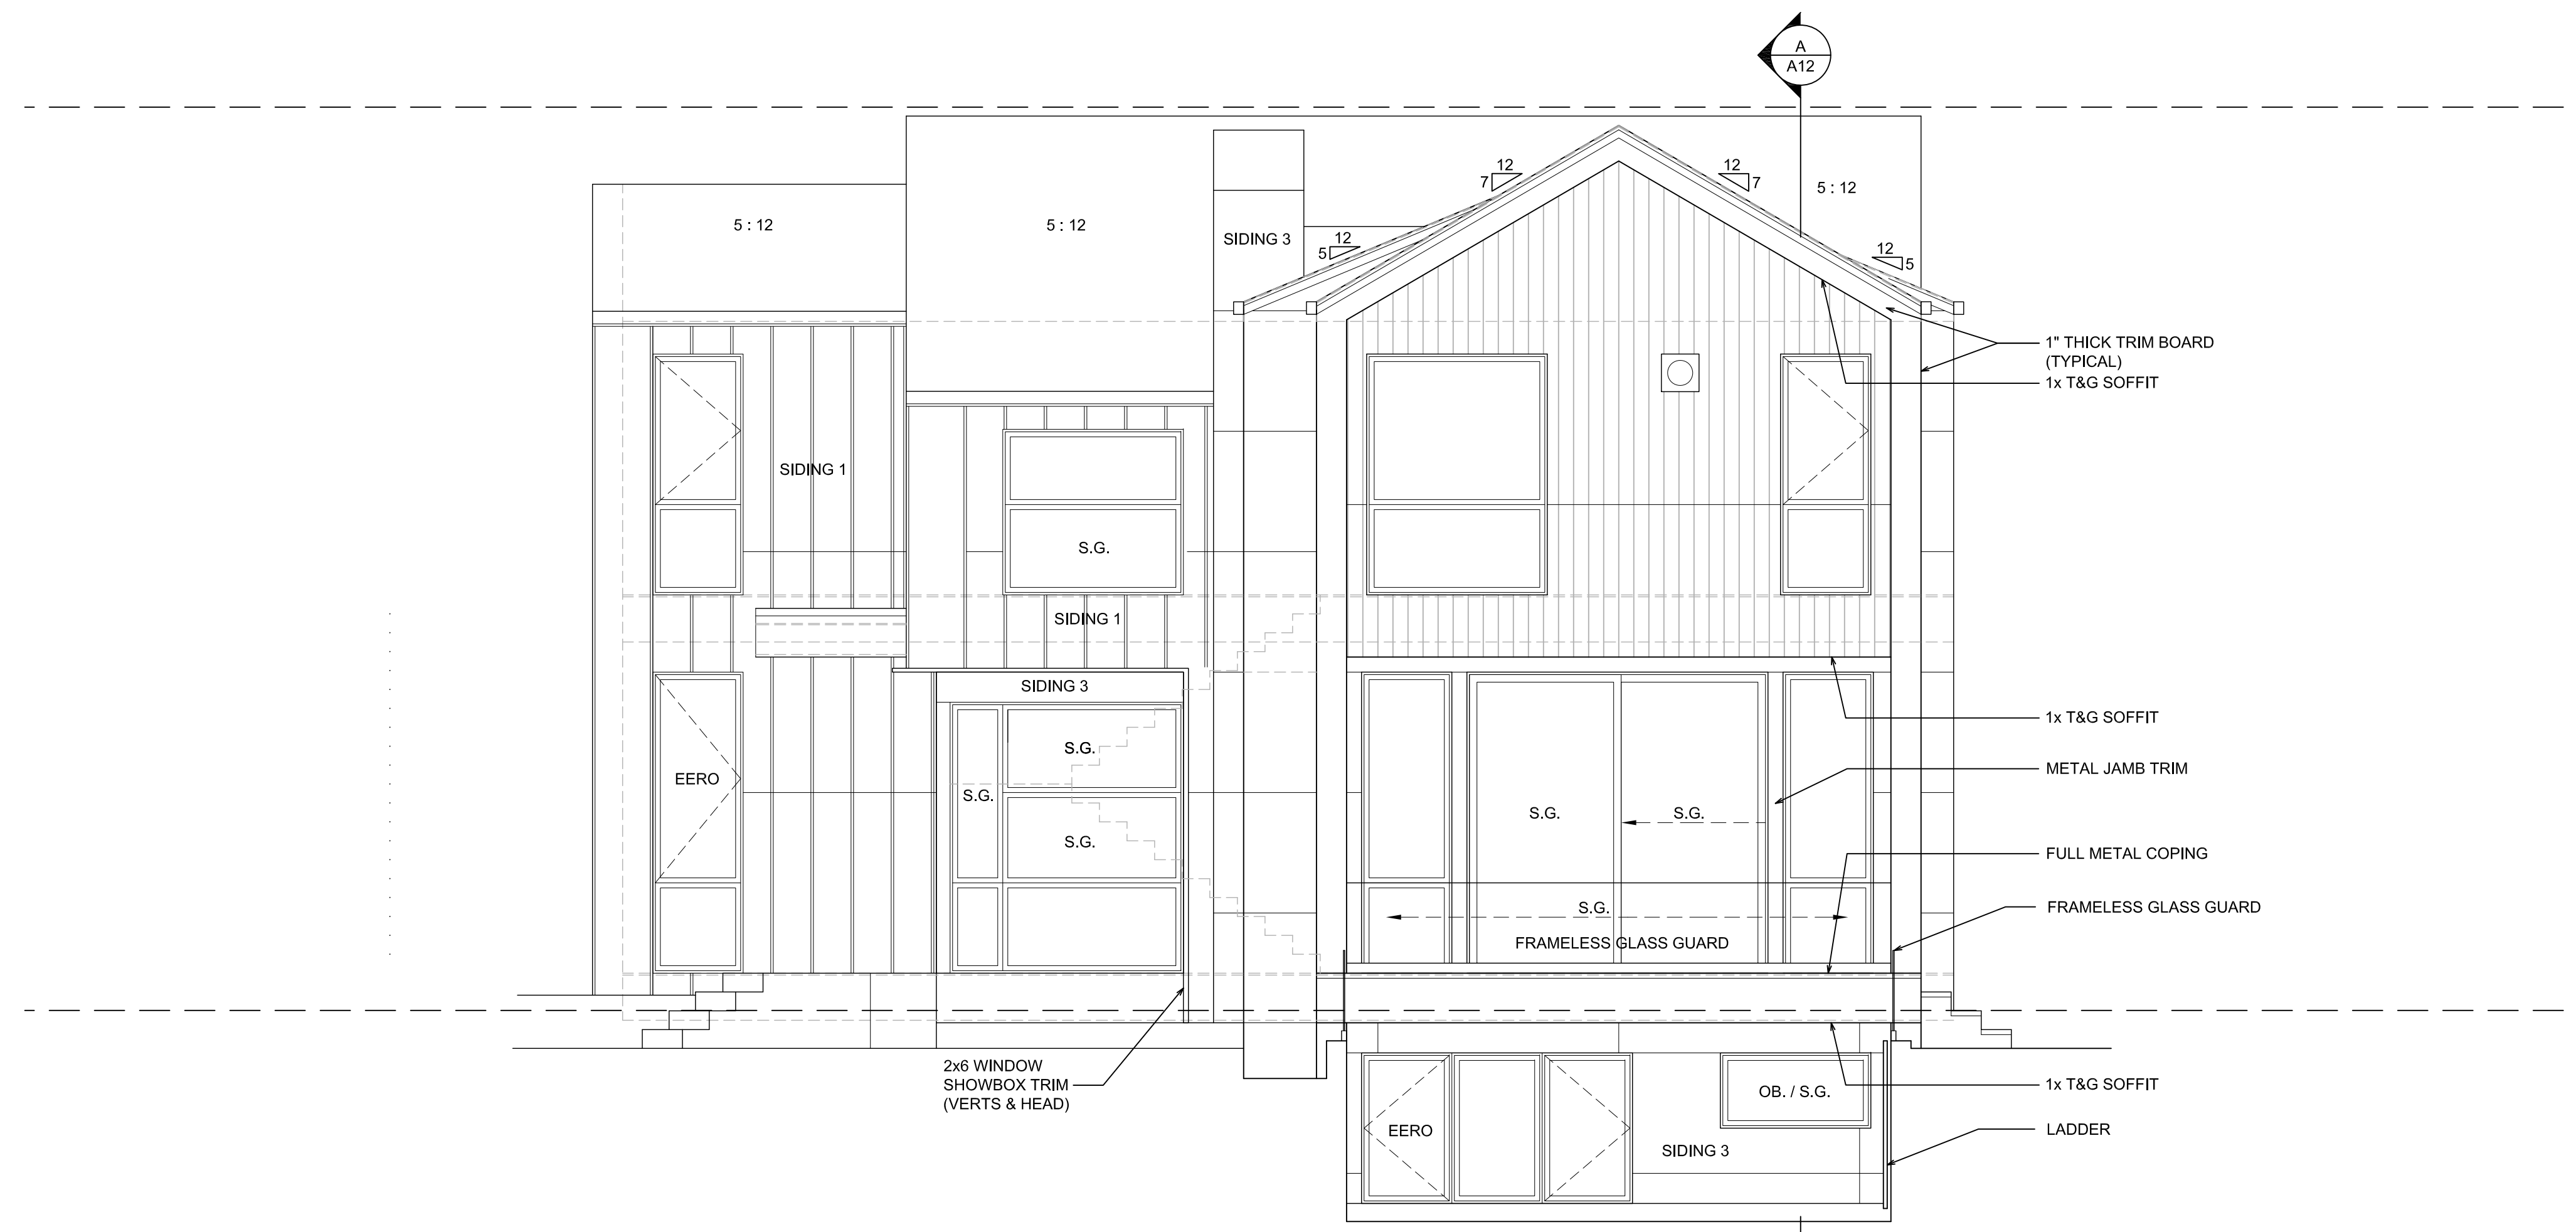 A
A12
12
7
12
7
5 : 12
5 : 12
5 : 12
SIDING 3
12
5
12
5
1" THICK TRIM BOARD
(TYPICAL)
1x T&G SOFFIT
SIDING 1
S.G.
SIDING 1
SIDING 3
1x T&G SOFFIT
S.G.
METAL JAMB TRIM
EERO
S.G.
S.G.
S.G.
S.G.
FULL METAL COPING
S.G.
FRAMELESS GLASS GUARD
FRAMELESS GLASS GUARD
2x6 WINDOW
SHOWBOX TRIM
(VERTS & HEAD)
1x T&G SOFFIT
OB. / S.G.
EERO
LADDER
SIDING 3